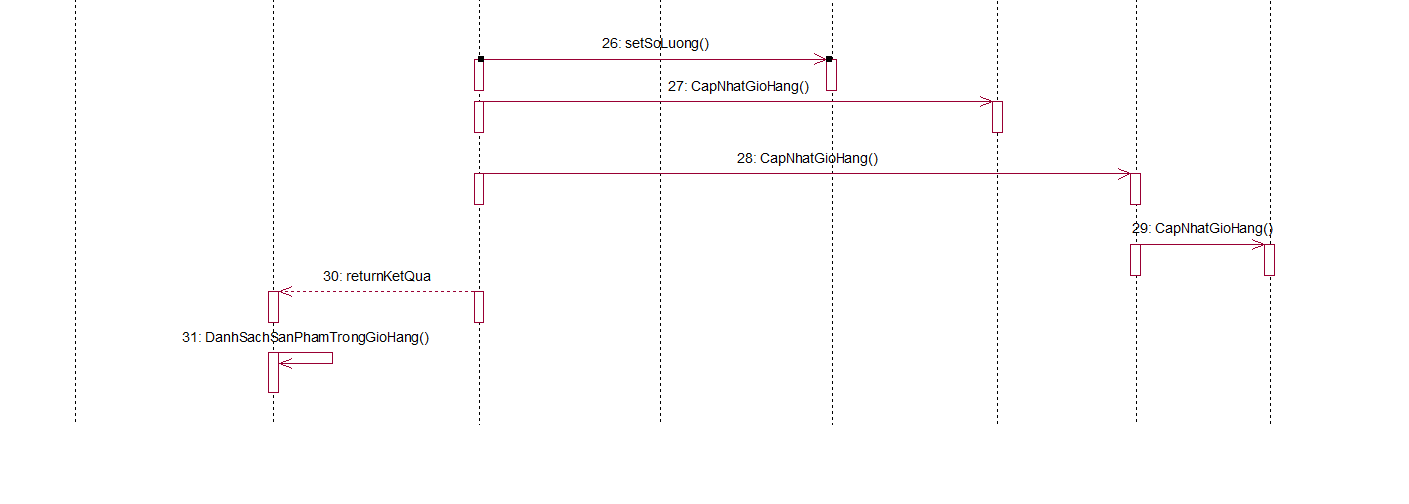 26: setSoLuong()
27: CapNhatGioHang()
28: CapNhatGioHang()
29: CapNhatGioHang()
30: returnKetQua
31: DanhSachSanPhamTrongGioHang()